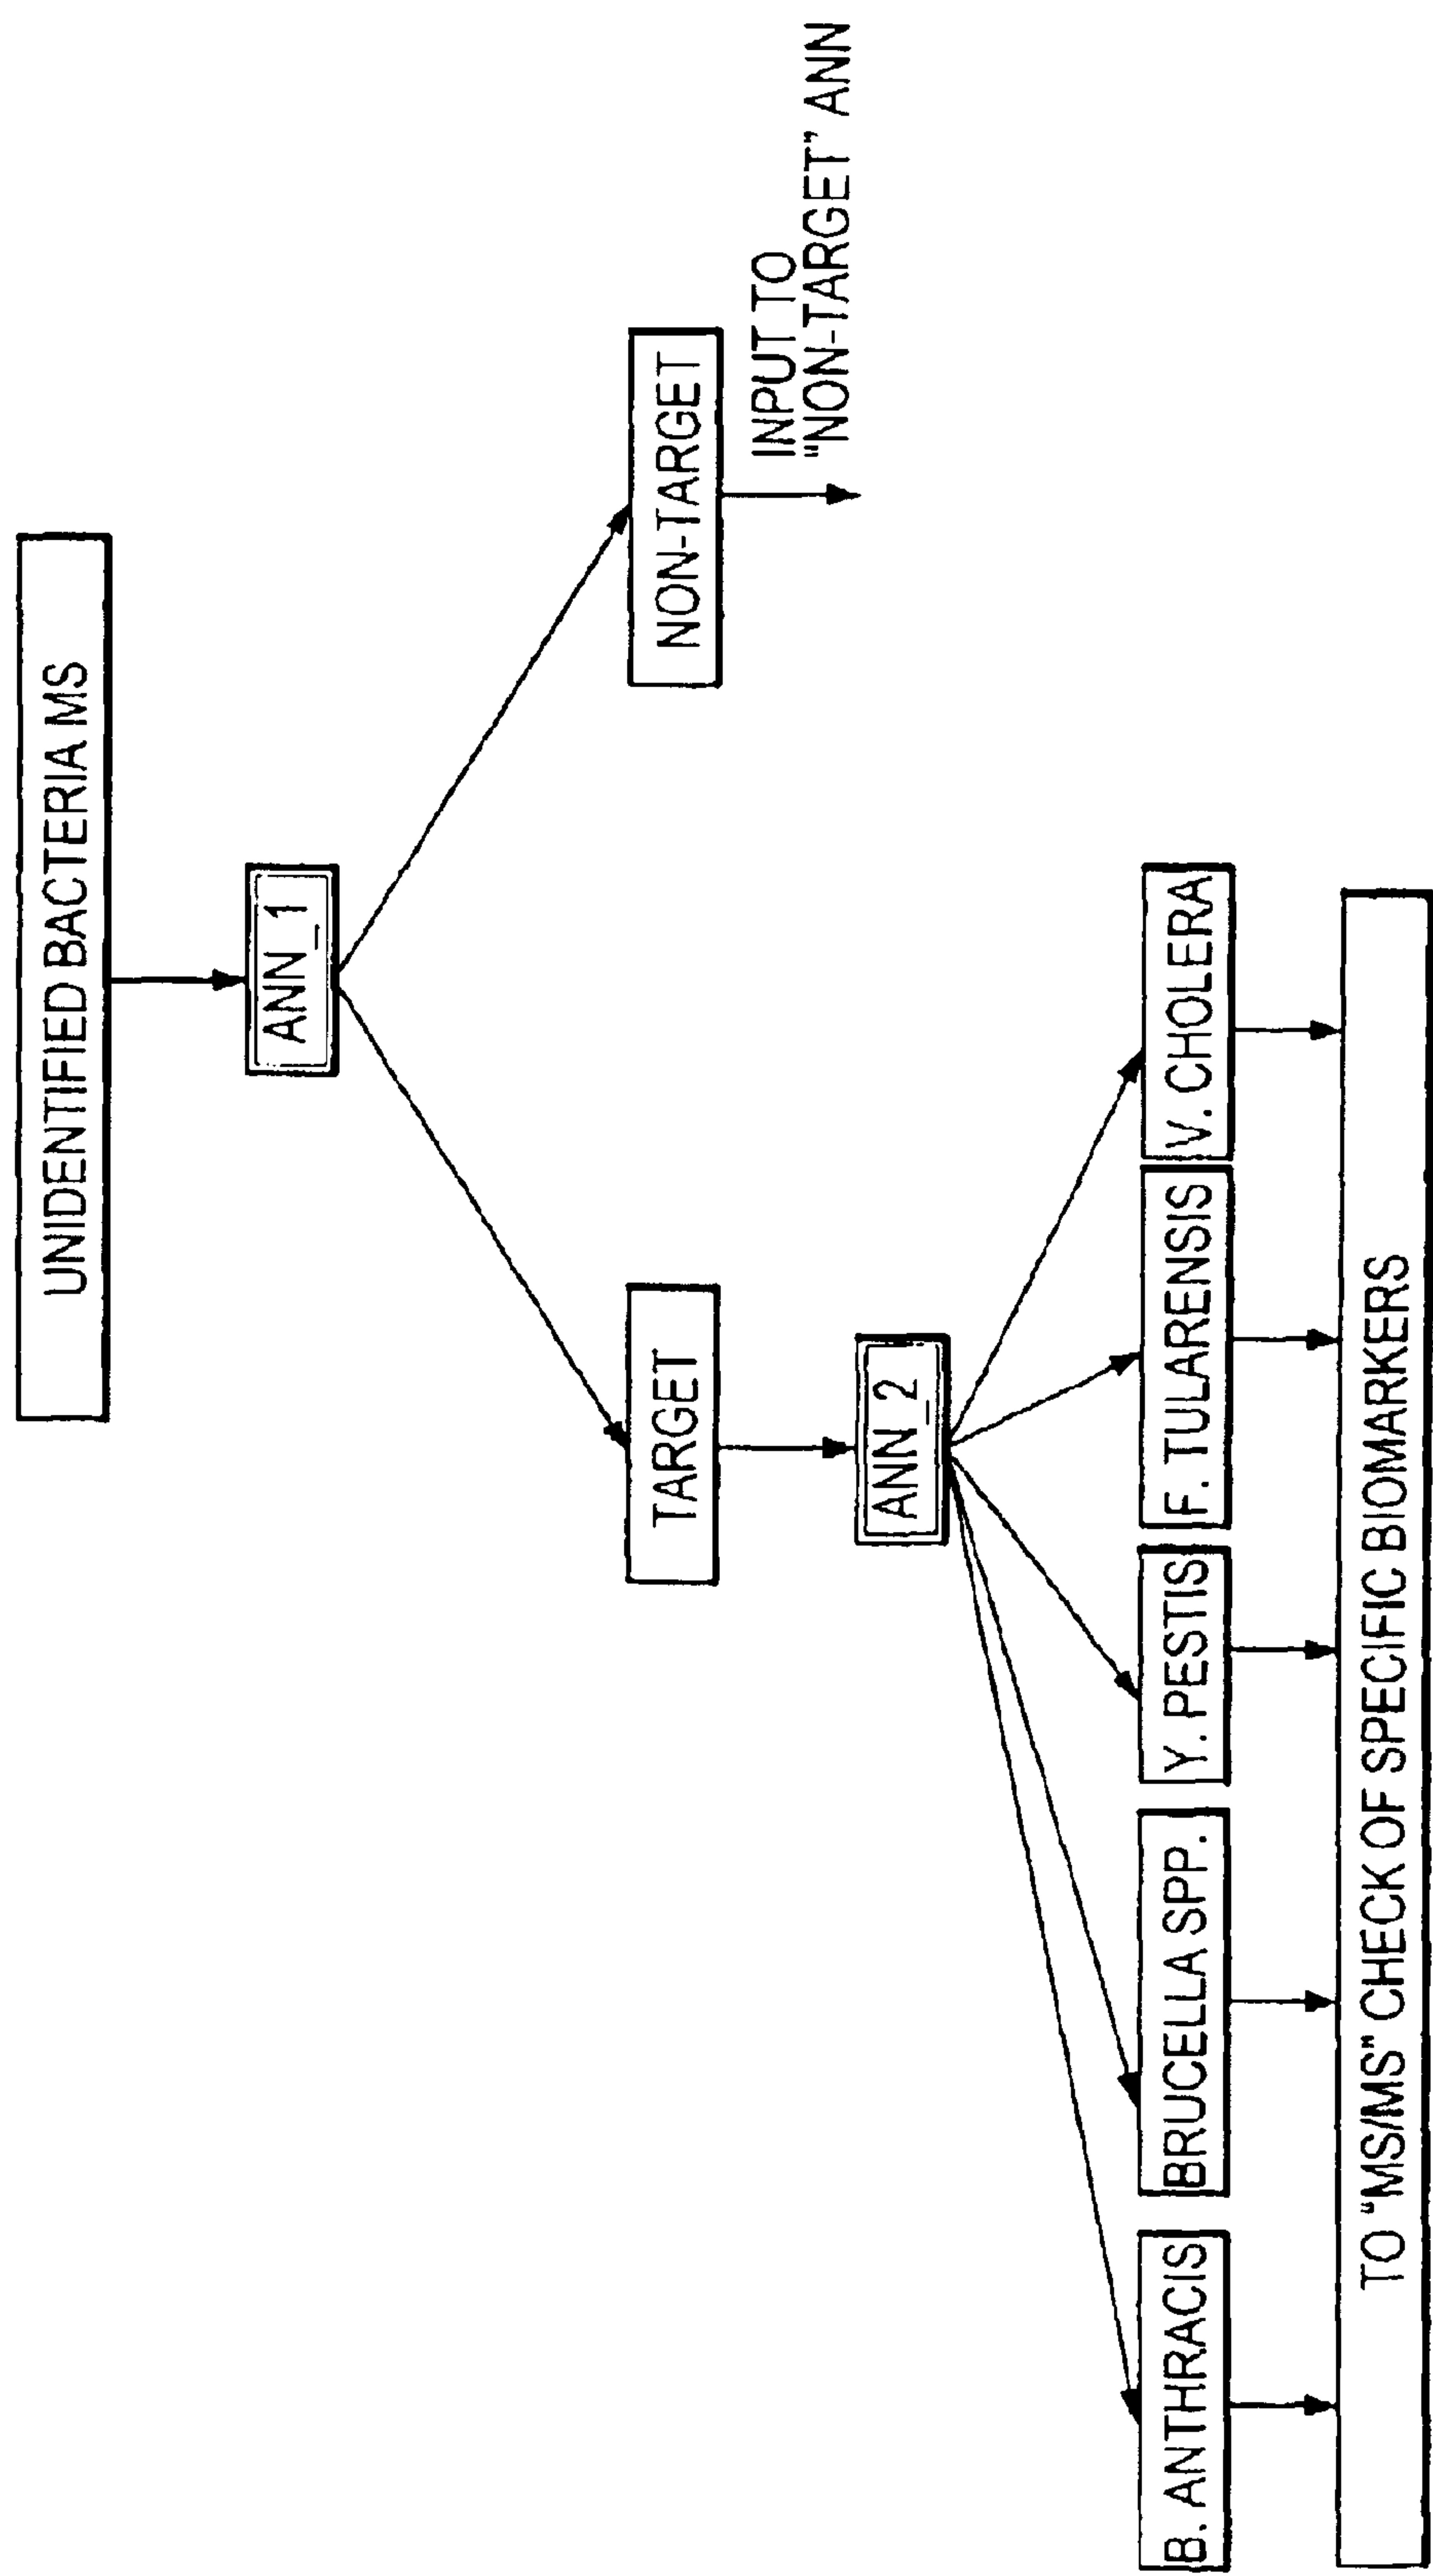 UNIDENTIFIED BACTERIA MS
ANN_1
TARGET
NON-TARGET
INPUT TO
"NON-TARGET" ANN
ANN_2
B. ANTHRACIS
BRUCELLA SPP.
Y. PESTIS
F. TULARENSIS
V. CHOLERA
TO "MS/MS" CHECK OF SPECIFIC BIOMARKERS